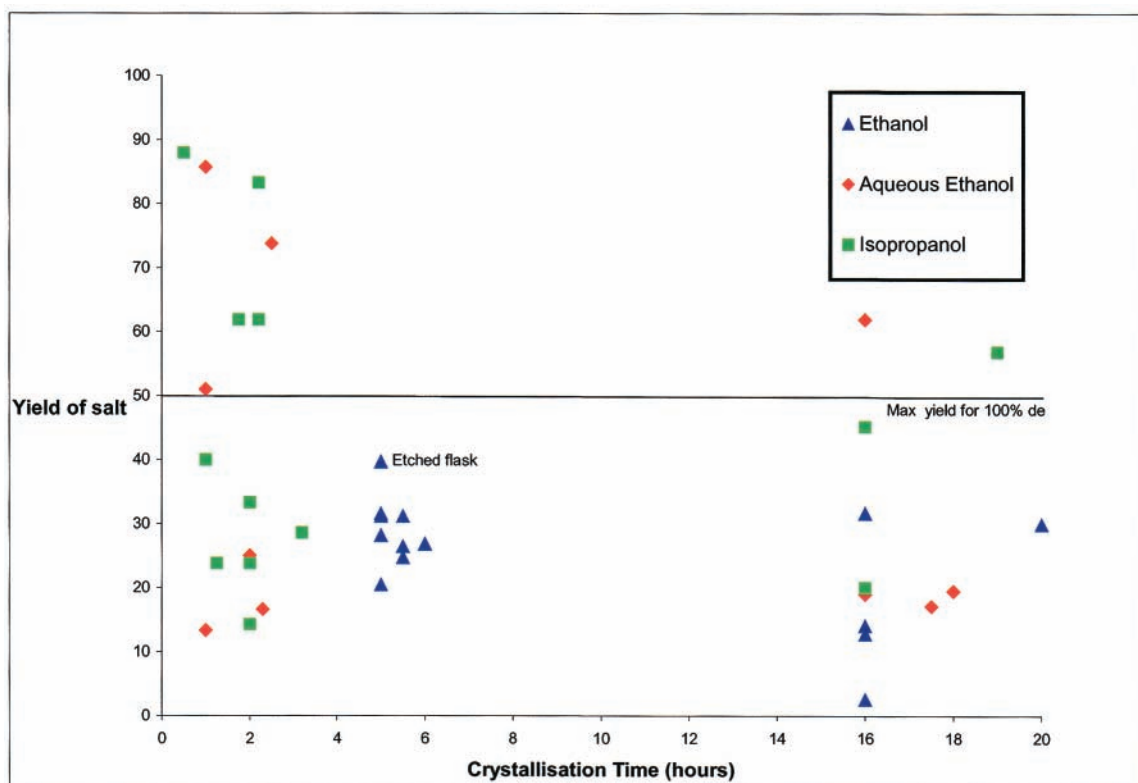 100
90
80
70
60
50
40
30
20
10
0
Yield of salt
Ethanol
Aqueous Ethanol
Isopropanol
Max yield for 100% de
Etched flask
0 2 4 6 8 10 12 14 16 18 20
Crystallisation Time (hours)